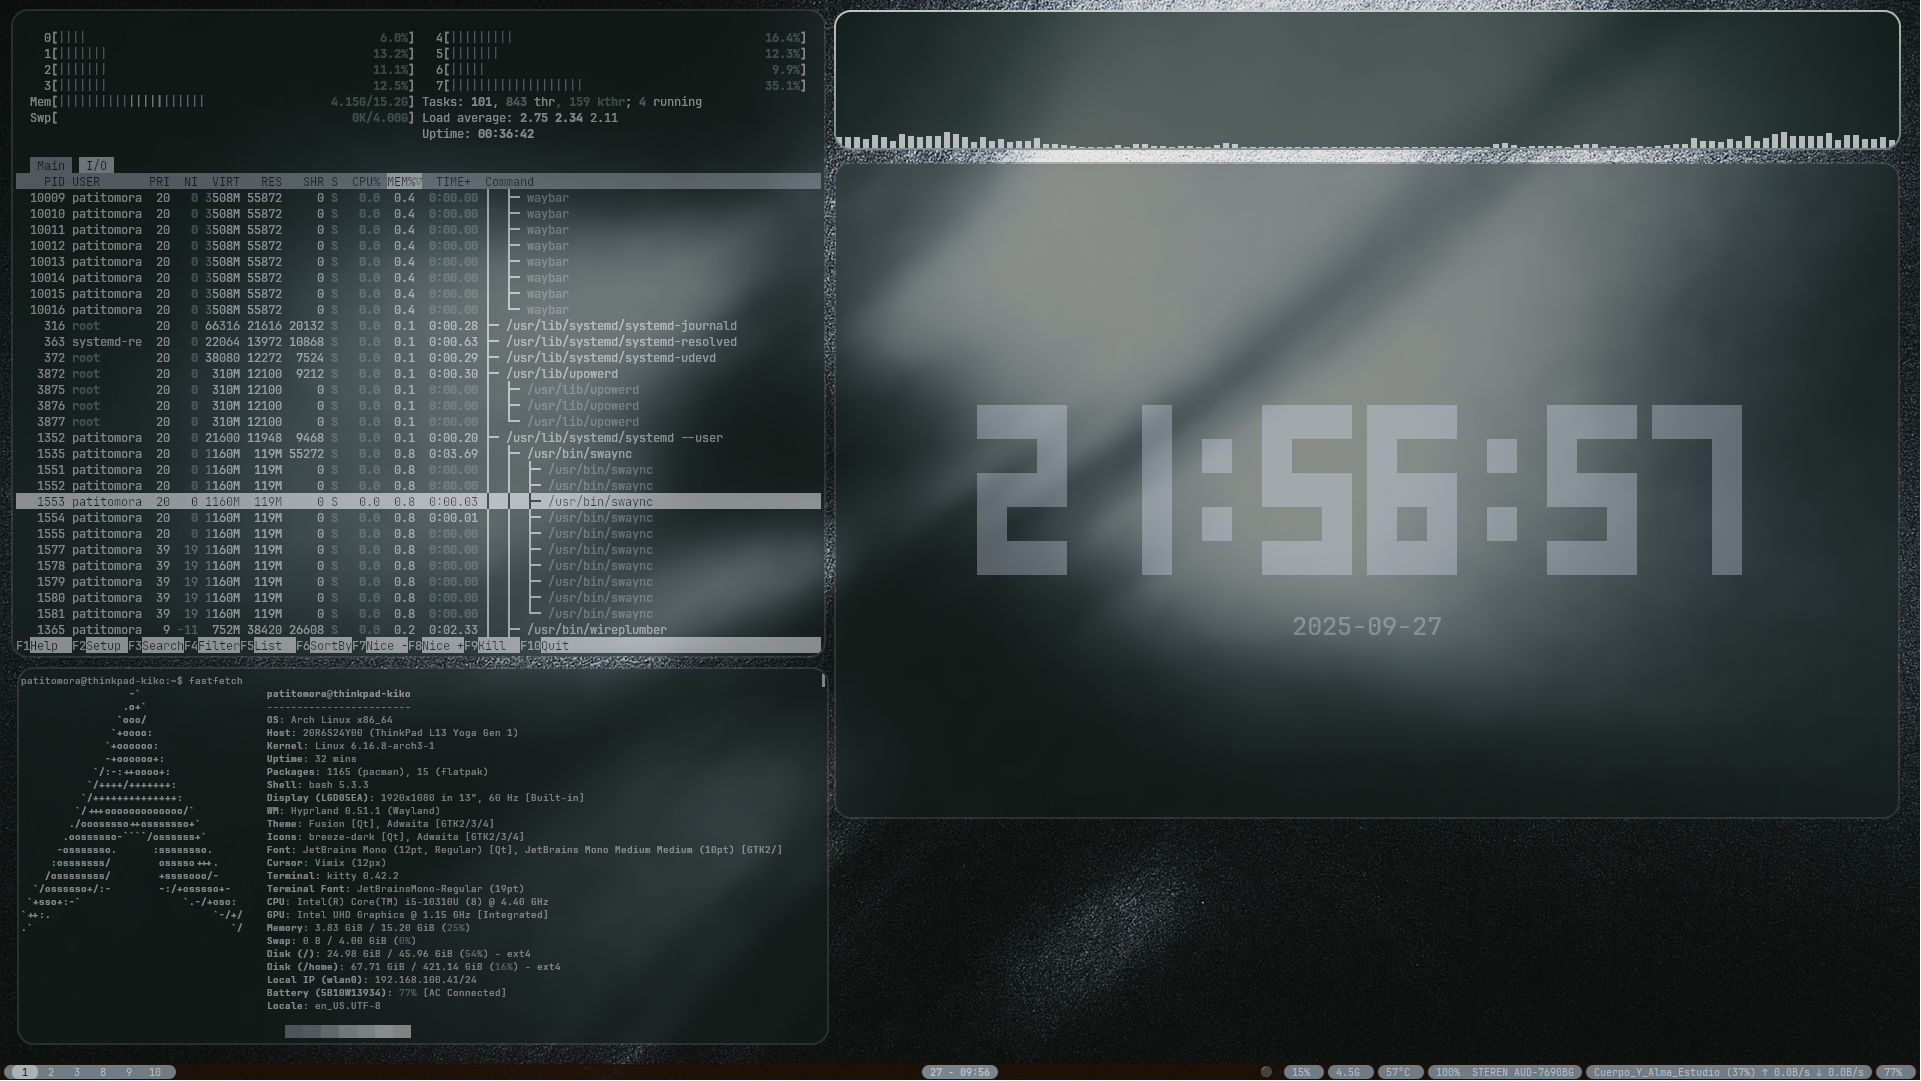 0[|||| 6.0%] 4[||||||||| 16.4%]
1[||||||| 13.2%] 5[||||||| 12.3%]
2[||||||| 11.1%] 6[||||| 9.9%]
3[||||||| 12.5%] 7[||||||||||||||||||| 35.1%]
Mem[||||||||||||||||||||| 4.15G/15.2G] Tasks: 101, 843 thr, 159 kthr; 4 running
Swp[ 0K/4.00G] Load average: 2.75 2.34 2.11
Uptime: 00:36:42
Main I/O
PID USER PRI NI VIRT RES SHR S CPU% MEM%▽ TIME+ Command
10009 patitomora 20 0 3508M 55872 0 S 0.0 0.4 0:00.00 waybar
10010 patitomora 20 0 3508M 55872 0 S 0.0 0.4 0:00.00 waybar
10011 patitomora 20 0 3508M 55872 0 S 0.0 0.4 0:00.00 waybar
10012 patitomora 20 0 3508M 55872 0 S 0.0 0.4 0:00.00 waybar
10013 patitomora 20 0 3508M 55872 0 S 0.0 0.4 0:00.00 waybar
10014 patitomora 20 0 3508M 55872 0 S 0.0 0.4 0:00.00 waybar
10015 patitomora 20 0 3508M 55872 0 S 0.0 0.4 0:00.00 waybar
10016 patitomora 20 0 3508M 55872 0 S 0.0 0.4 0:00.00 waybar
316 root 20 0 66316 21616 20132 S 0.0 0.1 0:00.28 /usr/lib/systemd/systemd-journald
363 systemd-re 20 0 22064 13972 10868 S 0.0 0.1 0:00.63 /usr/lib/systemd/systemd-resolved
372 root 20 0 38080 12272 7524 S 0.0 0.1 0:00.29 /usr/lib/systemd/systemd-udevd
3872 root 20 0 310M 12100 9212 S 0.0 0.1 0:00.30 /usr/lib/upowerd
3875 root 20 0 310M 12100 0 S 0.0 0.1 0:00.00 /usr/lib/upowerd
3876 root 20 0 310M 12100 0 S 0.0 0.1 0:00.00 /usr/lib/upowerd
3877 root 20 0 310M 12100 0 S 0.0 0.1 0:00.00 /usr/lib/upowerd
1352 patitomora 20 0 21600 11948 9468 S 0.0 0.1 0:00.20 /usr/lib/systemd/systemd --user
1535 patitomora 20 0 1160M 119M 55272 S 0.0 0.8 0:03.69 /usr/bin/swaync
1551 patitomora 20 0 1160M 119M 0 S 0.0 0.8 0:00.00 /usr/bin/swaync
1552 patitomora 20 0 1160M 119M 0 S 0.0 0.8 0:00.00 /usr/bin/swaync
1553 patitomora 20 0 1160M 119M 0 S 0.0 0.8 0:00.03 /usr/bin/swaync
1554 patitomora 20 0 1160M 119M 0 S 0.0 0.8 0:00.01 /usr/bin/swaync
1555 patitomora 20 0 1160M 119M 0 S 0.0 0.8 0:00.00 /usr/bin/swaync
1577 patitomora 39 19 1160M 119M 0 S 0.0 0.8 0:00.00 /usr/bin/swaync
1578 patitomora 39 19 1160M 119M 0 S 0.0 0.8 0:00.00 /usr/bin/swaync
1579 patitomora 39 19 1160M 119M 0 S 0.0 0.8 0:00.00 /usr/bin/swaync
1580 patitomora 39 19 1160M 119M 0 S 0.0 0.8 0:00.00 /usr/bin/swaync
1581 patitomora 39 19 1160M 119M 0 S 0.0 0.8 0:00.00 /usr/bin/swaync
1365 patitomora 9 -11 752M 38420 26608 S 0.0 0.2 0:02.33 /usr/bin/wireplumber
F1Help F2Setup F3SearchF4FilterF5List F6SortByF7Nice -F8Nice +F9Kill F10Quit
patitomora@thinkpad-kiko:~$ fastfetch
patitomora@thinkpad-kiko
------------------------
OS: Arch Linux x86_64
Host: 20R6S24Y00 (ThinkPad L13 Yoga Gen 1)
Kernel: Linux 6.16.8-arch3-1
Uptime: 32 mins
Packages: 1165 (pacman), 15 (flatpak)
Shell: bash 5.3.3
Display (LGD05EA): 1920x1080 in 13", 60 Hz [Built-in]
WM: Hyprland 0.51.1 (Wayland)
Theme: Fusion [Qt], Adwaita [GTK2/3/4]
Icons: breeze-dark [Qt], Adwaita [GTK2/3/4]
Font: JetBrains Mono (12pt, Regular) [Qt], JetBrains Mono Medium Medium (10pt) [GTK2/]
Cursor: Vimix (12px)
Terminal: kitty 0.42.2
Terminal Font: JetBrainsMono-Regular (19pt)
CPU: Intel(R) Core(TM) i5-10310U (8) @ 4.40 GHz
GPU: Intel UHD Graphics @ 1.15 GHz [Integrated]
Memory: 3.83 GiB / 15.20 GiB (25%)
Swap: 0 B / 4.00 GiB (0%)
Disk (/): 24.98 GiB / 45.96 GiB (54%) - ext4
Disk (/home): 67.71 GiB / 421.14 GiB (16%) - ext4
Local IP (wlan0): 192.168.100.41/24
Battery (5B10W13934): 77% [AC Connected]
Locale: en_US.UTF-8
21:56:57
2025-09-27
1 2 3 8 9 10
27 - 09:56
15% 4.5G 57°C 100% STEREN AUD-7690BG Cuerpo_Y_Alma_Estudio (37%) ↑ 0.0B/s ↓ 0.0B/s 77%